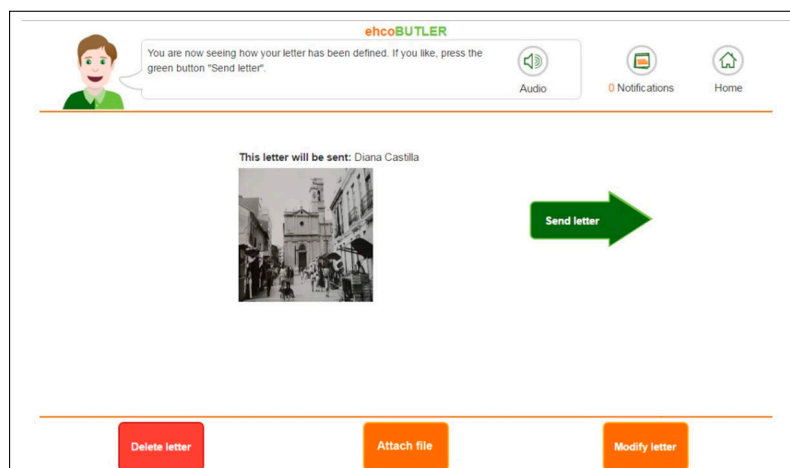 ehcoBUTLER
You are now seeing how your letter has been defined. If you like, press the
green button "Send letter".
Audio
0 Notifications
Home
This letter will be sent: Diana Castilla
Send letter
Delete letter
Attach file
Modify letter